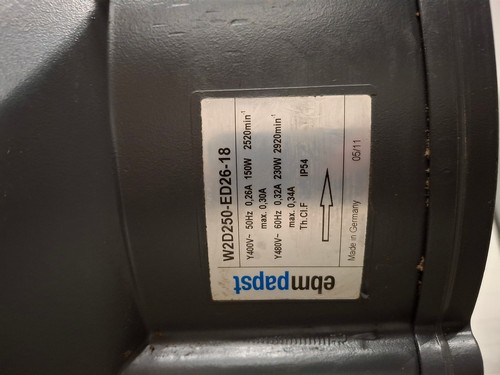 W2D250-ED26-18
Y400V~ 50Hz 0,26A 150W 2520min-1
max. 0,30A
Y480V~ 60Hz 0,32A 230W 2920min-1
max. 0,34A
Th.Cl.F IP54
Made in Germany 05/11
ebmpapst